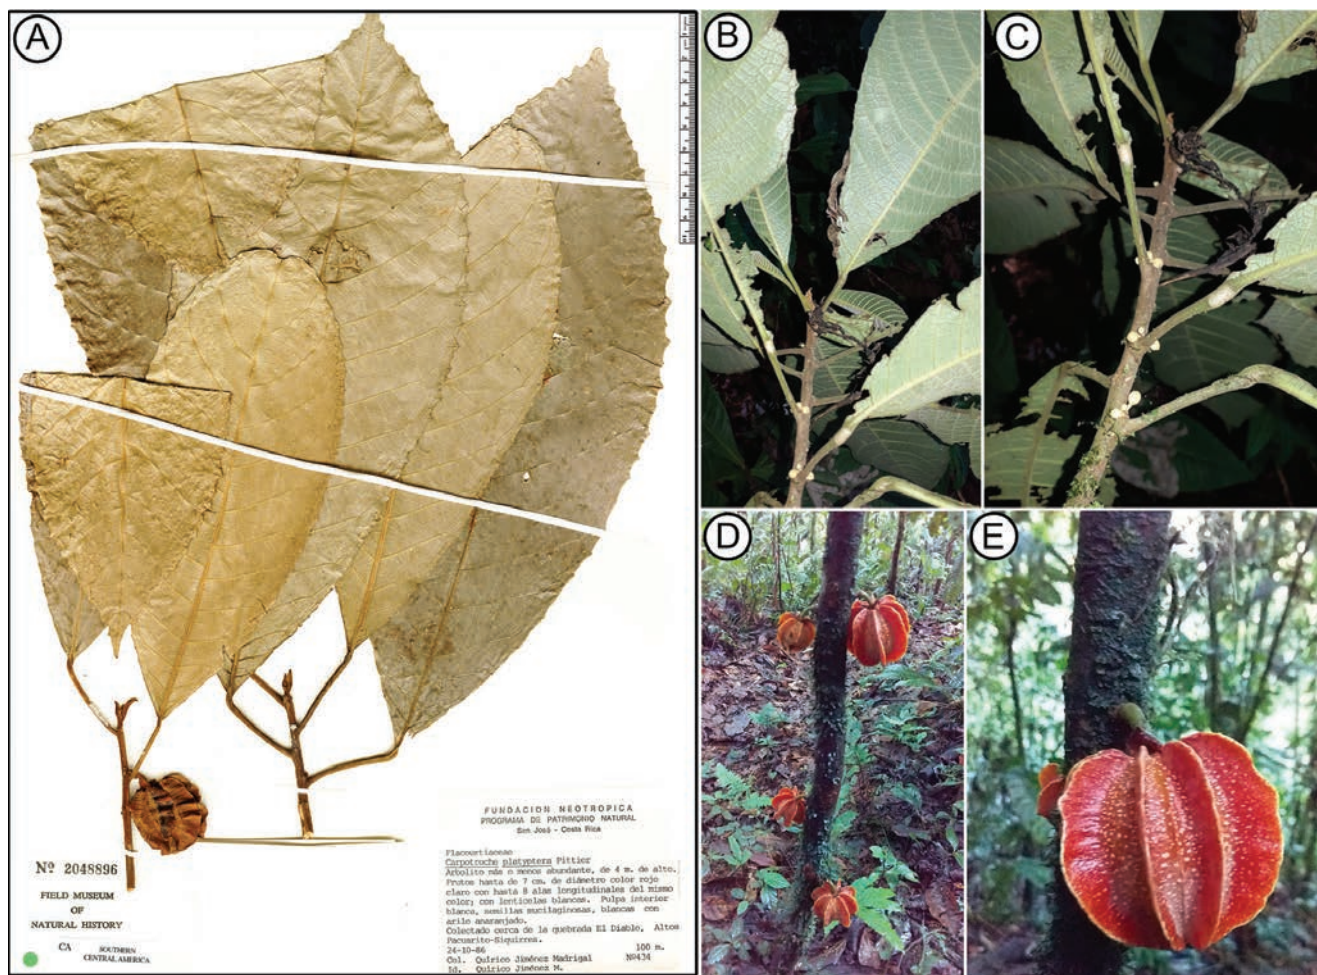 A
B
C
D
E
FUNDACION NEOTROPICA
PROGRAMA DE PATRIMONIO NATURAL
San José - Costa Rica
Flacourtiaceae
Carpotroche platyptera Pittier
Arbolito más o menos abundante, de 4 m. de alto.
Frutos hasta de 7 cm. de diámetro color rojo
claro con hasta 8 alas longitudinales del mismo
color; con lenticelas blancas. Pulpa interior
blanca, semillas mucilaginosas, blancas con
arilo anaranjado.
Colectado cerca de la quebrada El Diablo, Altos
Pacuarito-Siquirres.
24-10-86 100 m.
Col. Quírico Jiménez Madrigal Nº434
Id. Quírico Jiménez M.
Nº 2048896
FIELD MUSEUM
OF
NATURAL HISTORY
CA SOUTHERN
CENTRAL AMERICA